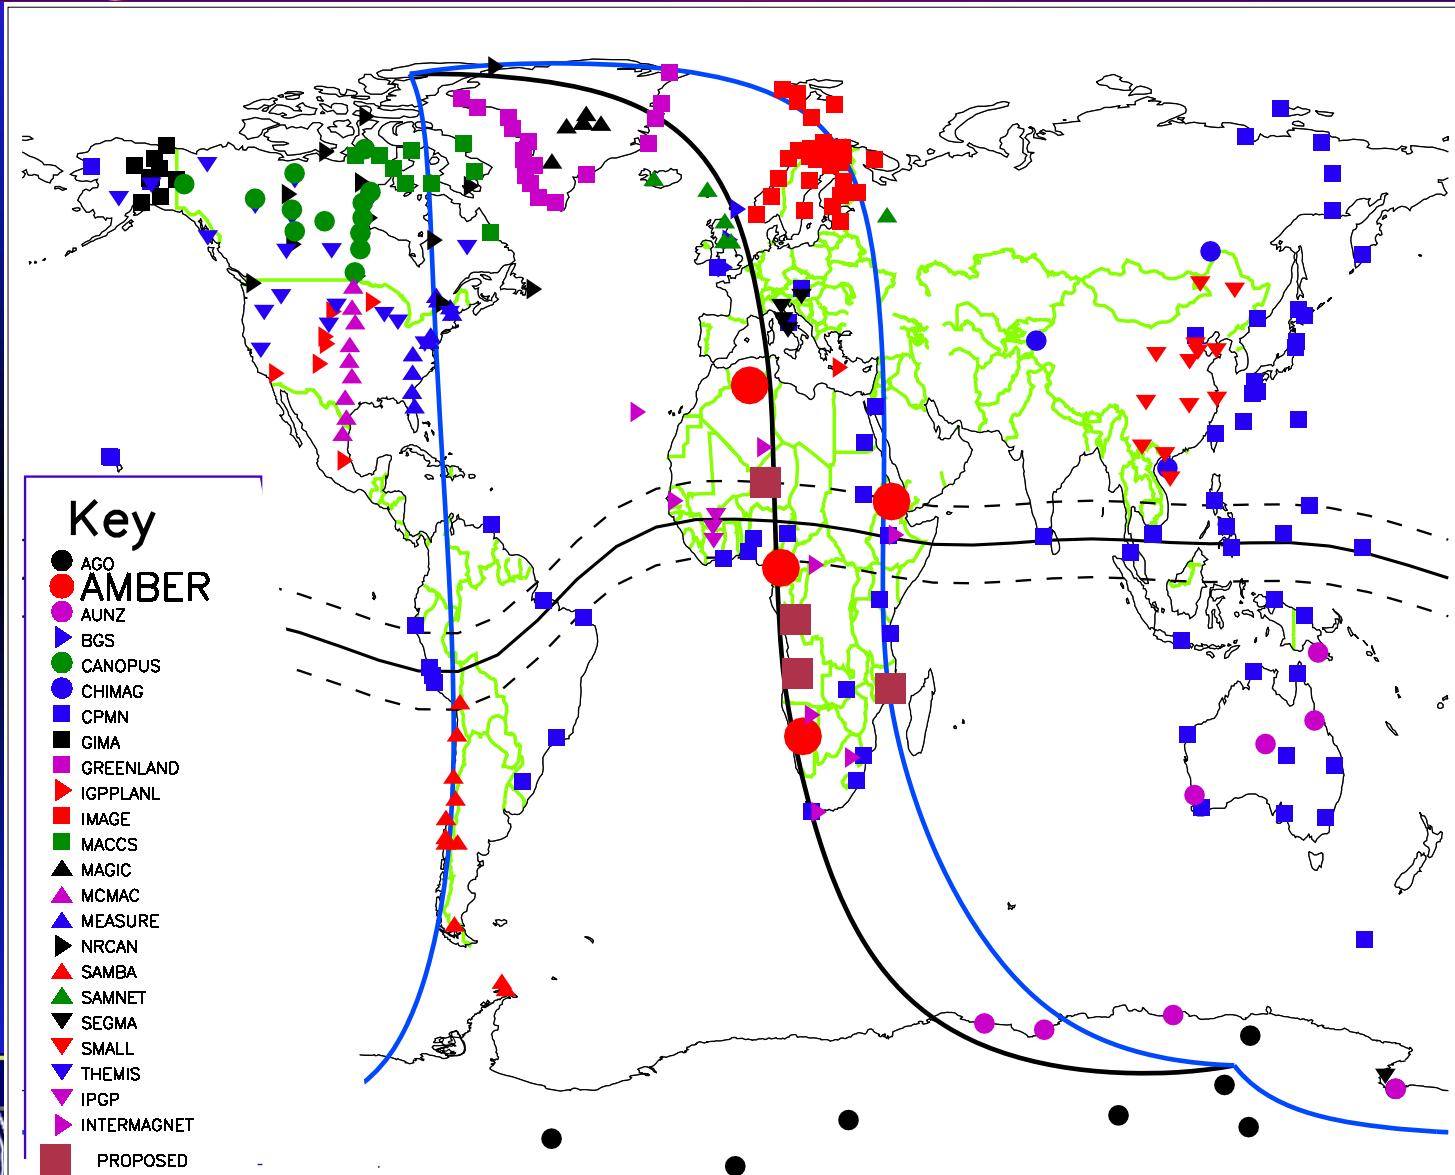 Key
AGO
AMBER
AUNZ
BGS
CANOPUS
CHIMAG
CPMN
GIMA
GREENLAND
IGPPLANL
IMAGE
MACCS
MAGIC
MCMAC
MEASURE
NRCAN
SAMBA
SAMNET
SEGMA
SMALL
THEMIS
IPGP
INTERMAGNET
PROPOSED